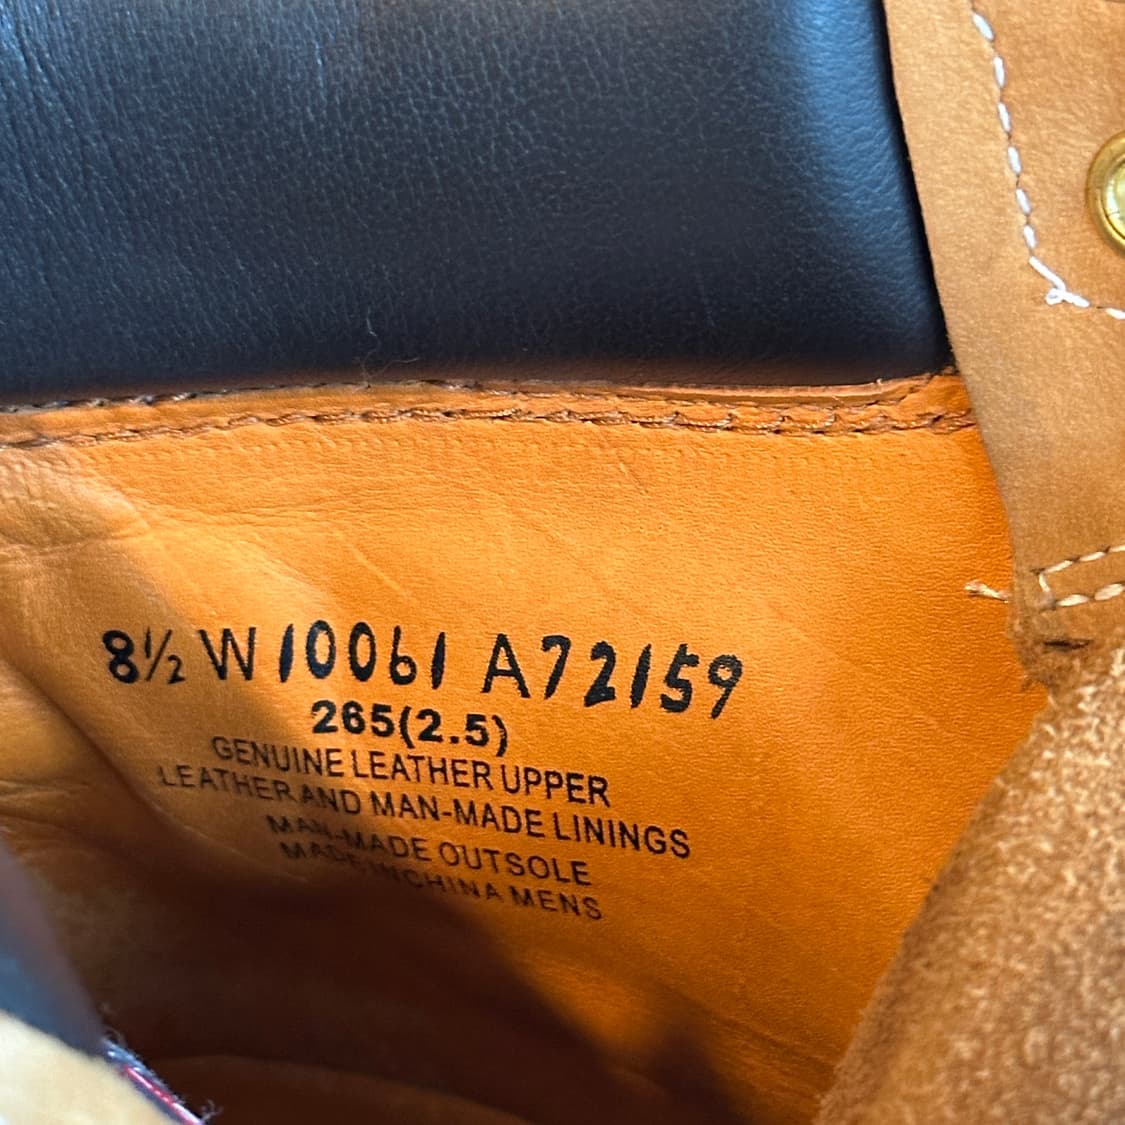 8½ W 10061 A72159
265(2.5)
GENUINE LEATHER UPPER
LEATHER AND MAN-MADE LININGS
MAN-MADE OUTSOLE
MADE IN CHINA MENS